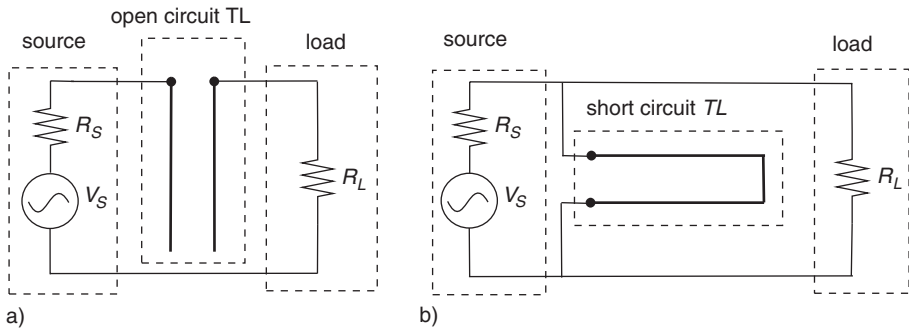 open circuit TL
source
load
R_S
V_S
R_L
a)
source
load
short circuit TL
R_S
V_S
R_L
b)